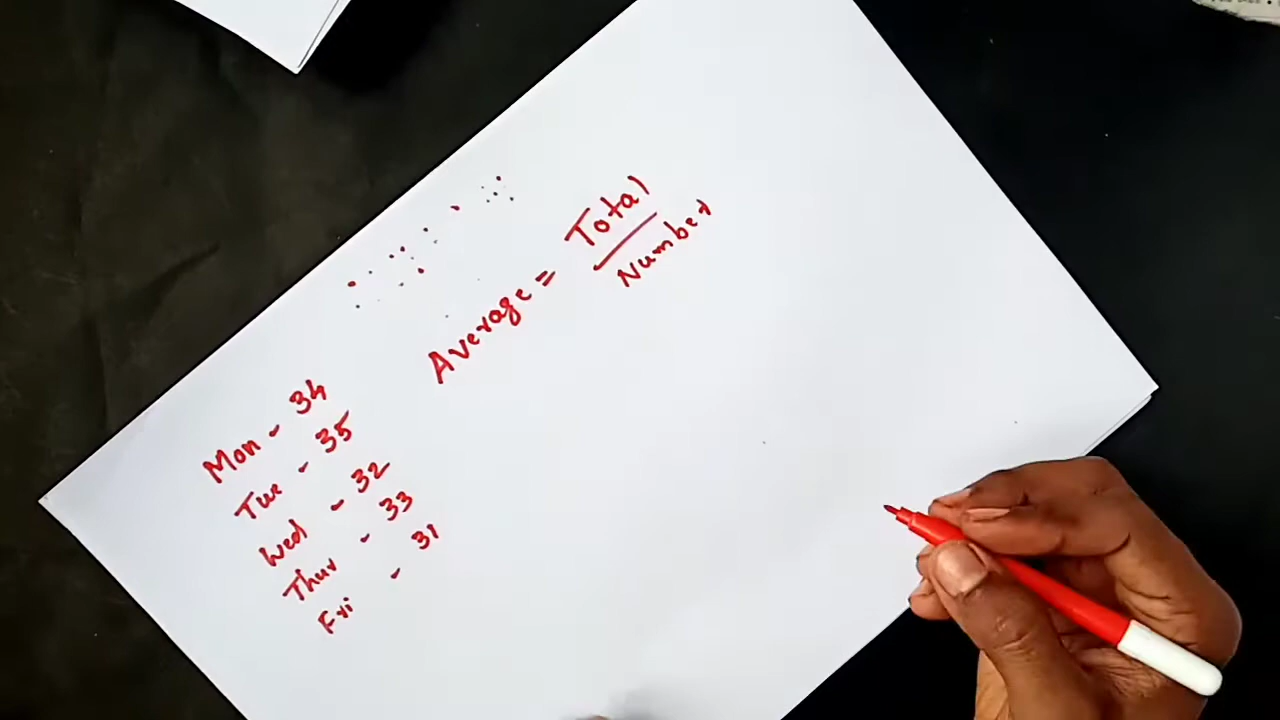 Average = Total / Number
Mon - 34
Tue - 35
Wed - 32
Thur - 33
Fri - 31